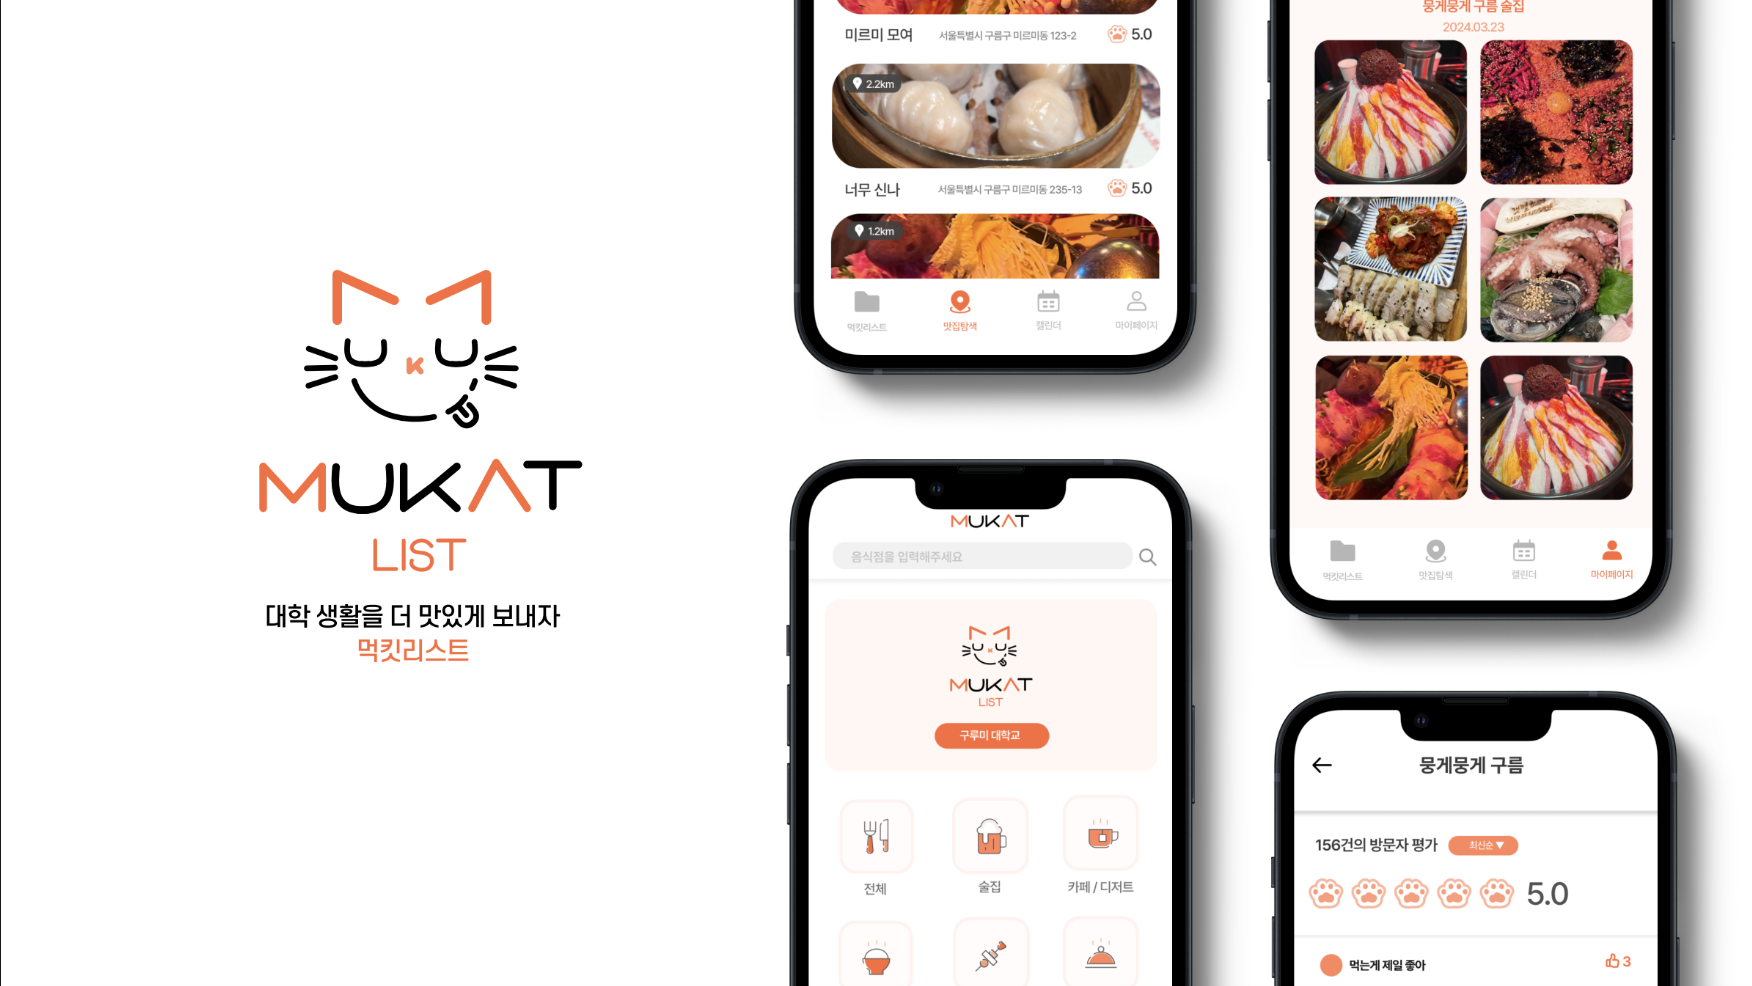 K
MUKAT
LIST
대학 생활을 더 맛있게 보내자
먹킷리스트
미르미 모여 서울특별시 구름구 미르미동 123-2 5.0
2.2km
너무 신나 서울특별시 구름구 미르미동 235-13 5.0
1.2km
먹킷리스트 맛집탐색 캘린더 마이페이지
MUKAT
음식점을 입력해주세요
MUKAT
LIST
구루미 대학교
전체 술집 카페 / 디저트
뭉게뭉게 구름 술집
2024.03.23
먹킷리스트 맛집탐색 캘린더 마이페이지
뭉게뭉게 구름
156건의 방문자 평가 최신순▼
5.0
먹는게 제일 좋아 3